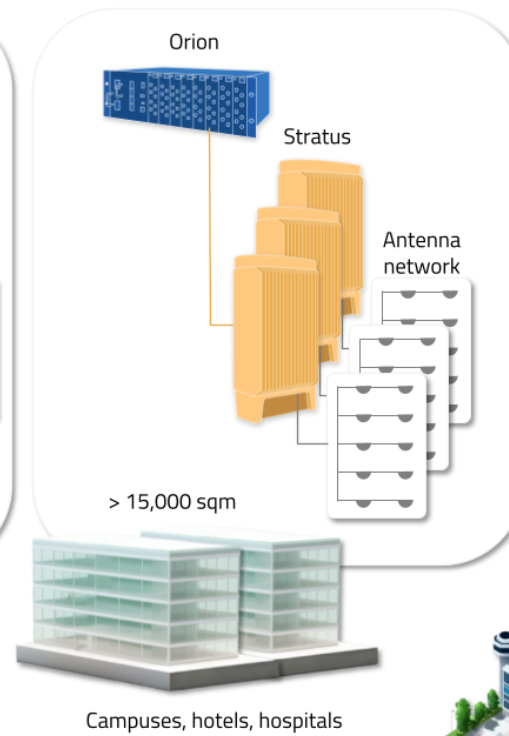 Orion
Stratus
Antenna
network
> 15,000 sqm
Campuses, hotels, hospitals